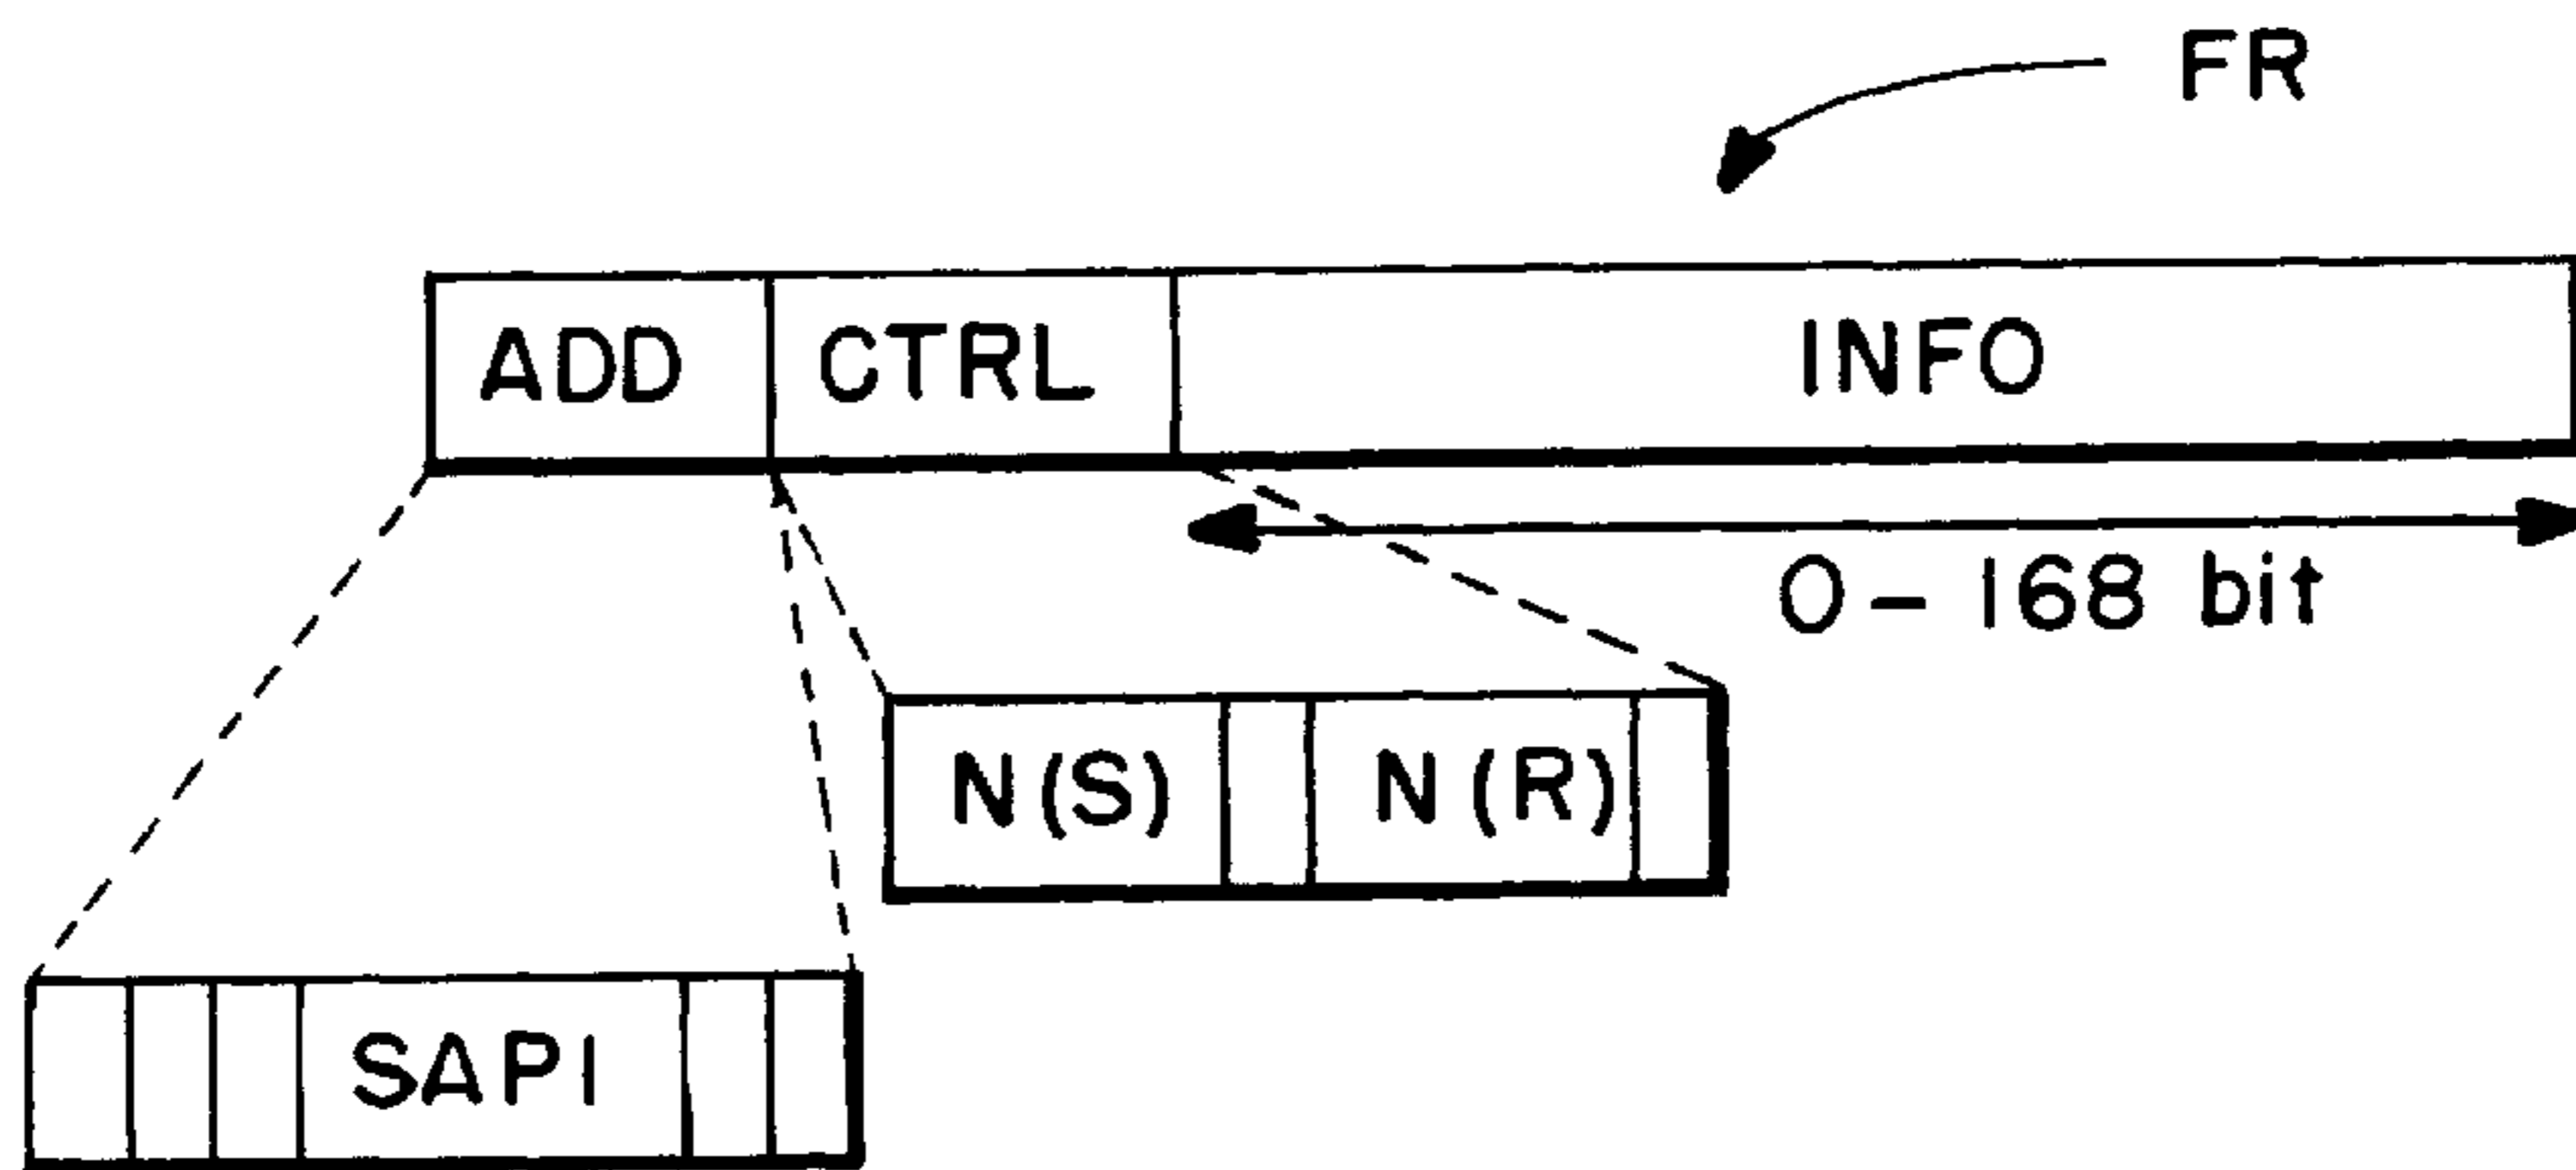 FR
ADD CTRL INFO
0-168 bit
N(S) N(R)
SAPI